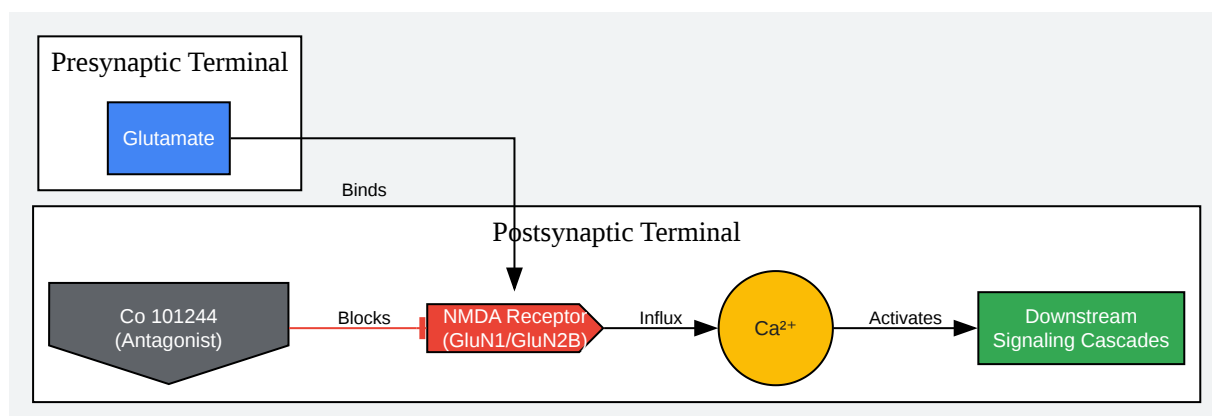 Presynaptic Terminal
Glutamate
Binds
Postsynaptic Terminal
Co 101244
(Antagonist)
Blocks
NMDA Receptor
(GluN1/GluN2B)
Influx
Ca²⁺
Activates
Downstream
Signaling Cascades